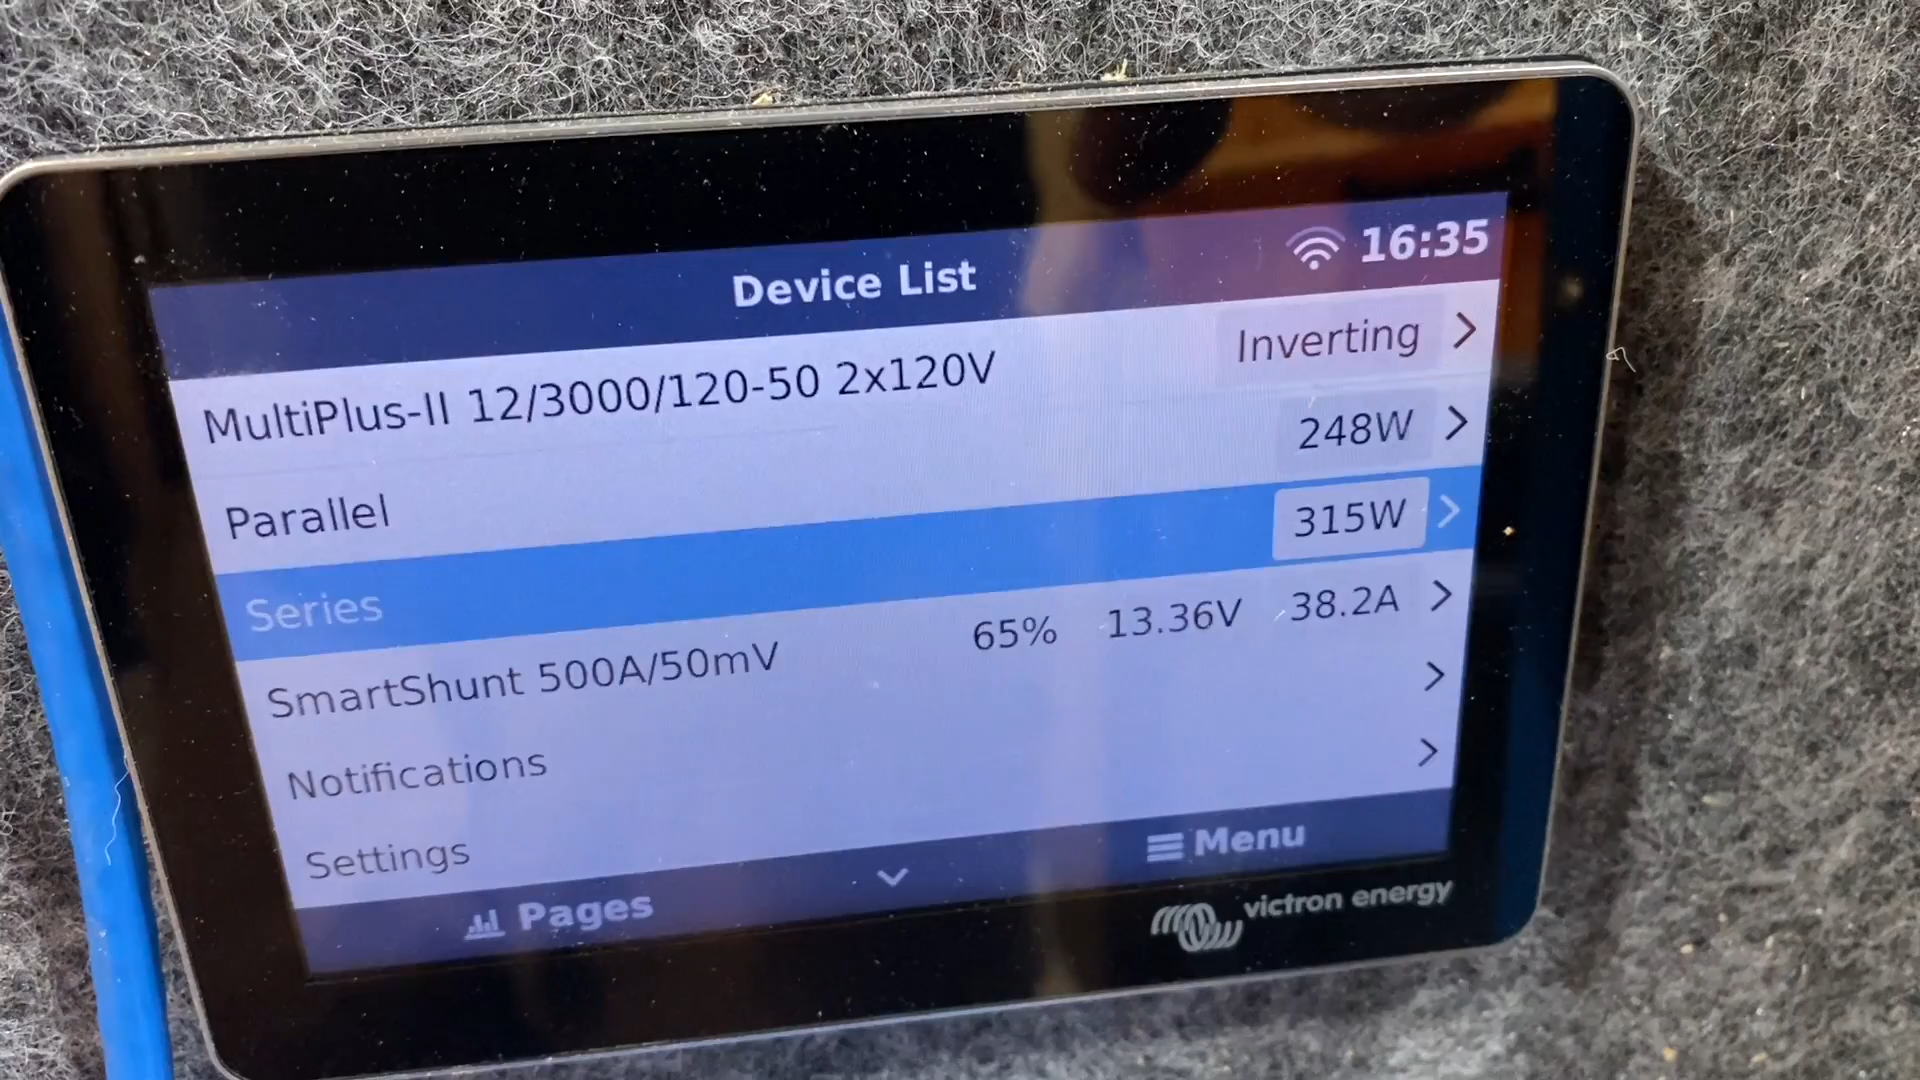 Device List 16:35
MultiPlus-II 12/3000/120-50 2x120V Inverting
Parallel 248W
Series 315W
SmartShunt 500A/50mV 65% 13.36V 38.2A
Notifications
Settings
Pages Menu
victron energy